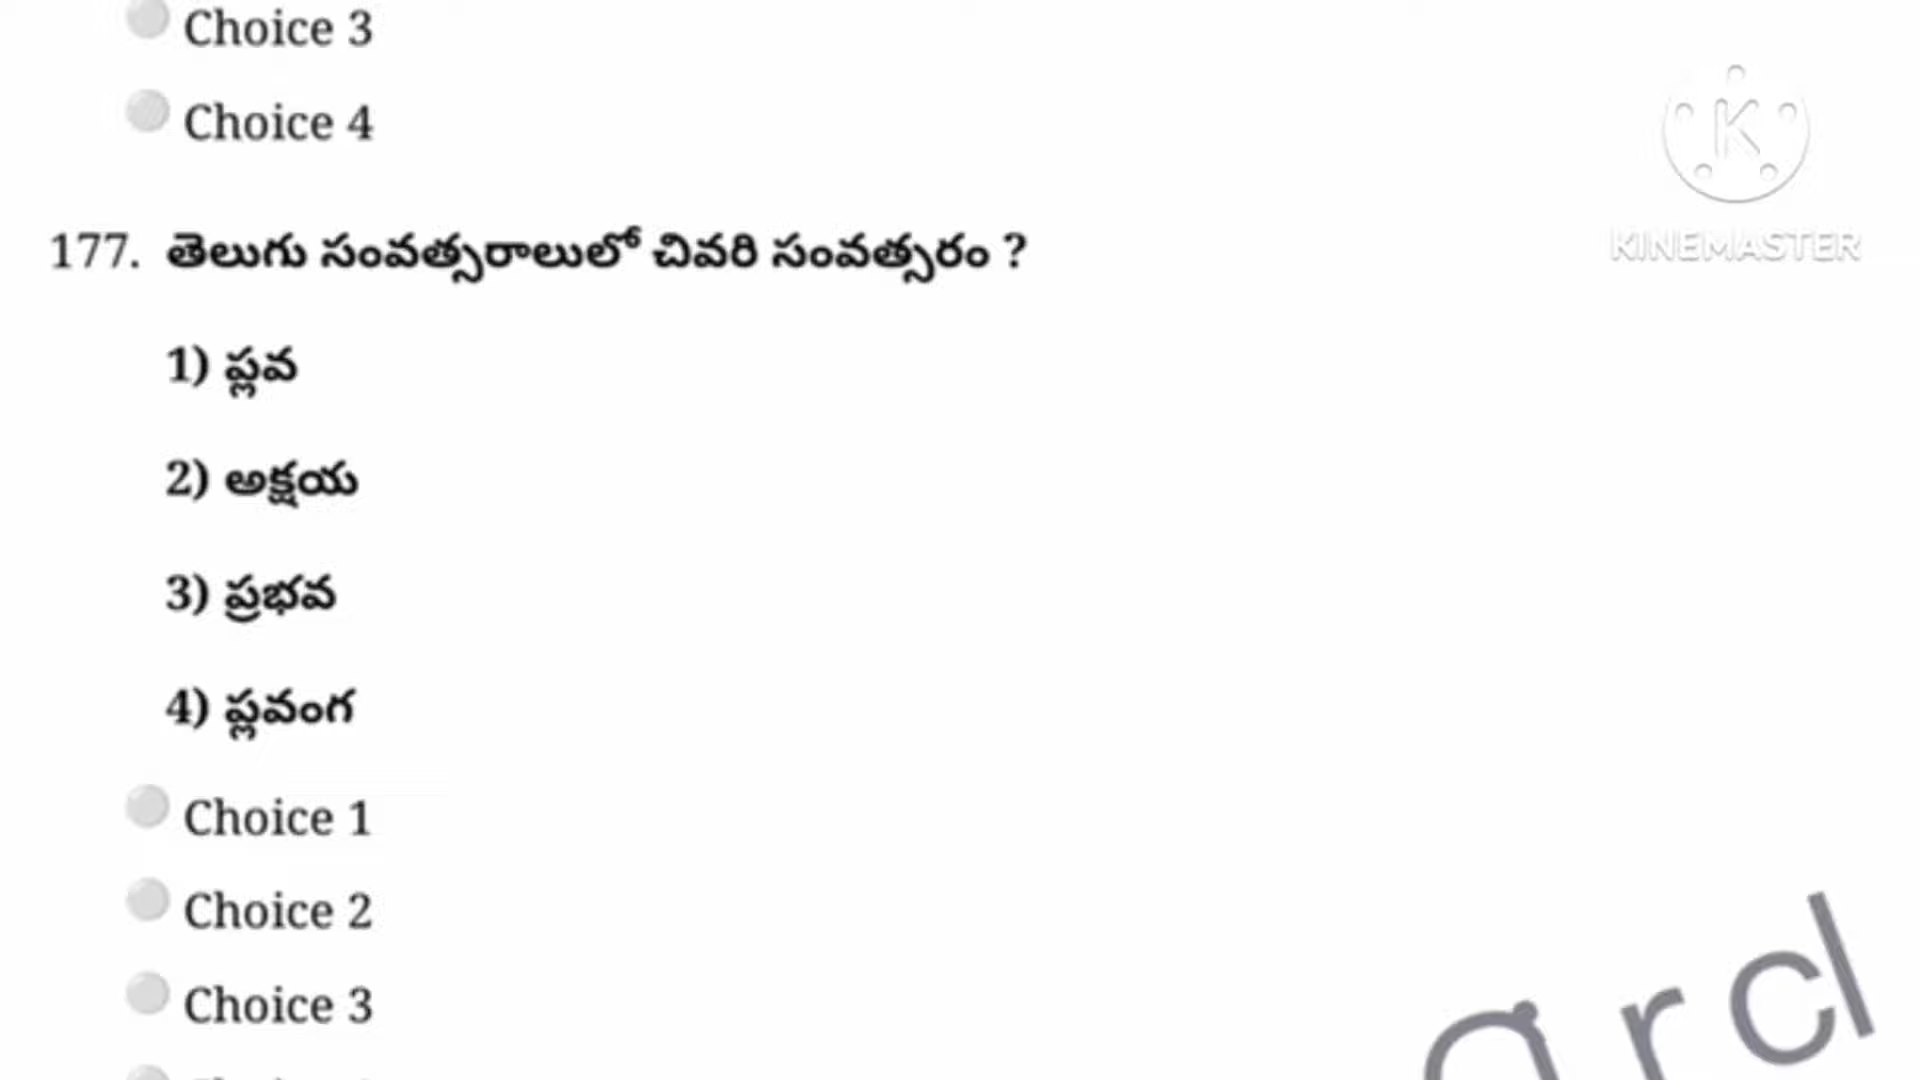 Choice 3
Choice 4
KINEMASTER
177. తెలుగు సంవత్సరాలులో చివరి సంవత్సరం ?
1) ప్లవ
2) అక్షయ
3) ప్రభవ
4) ప్లవంగ
Choice 1
Choice 2
Choice 3